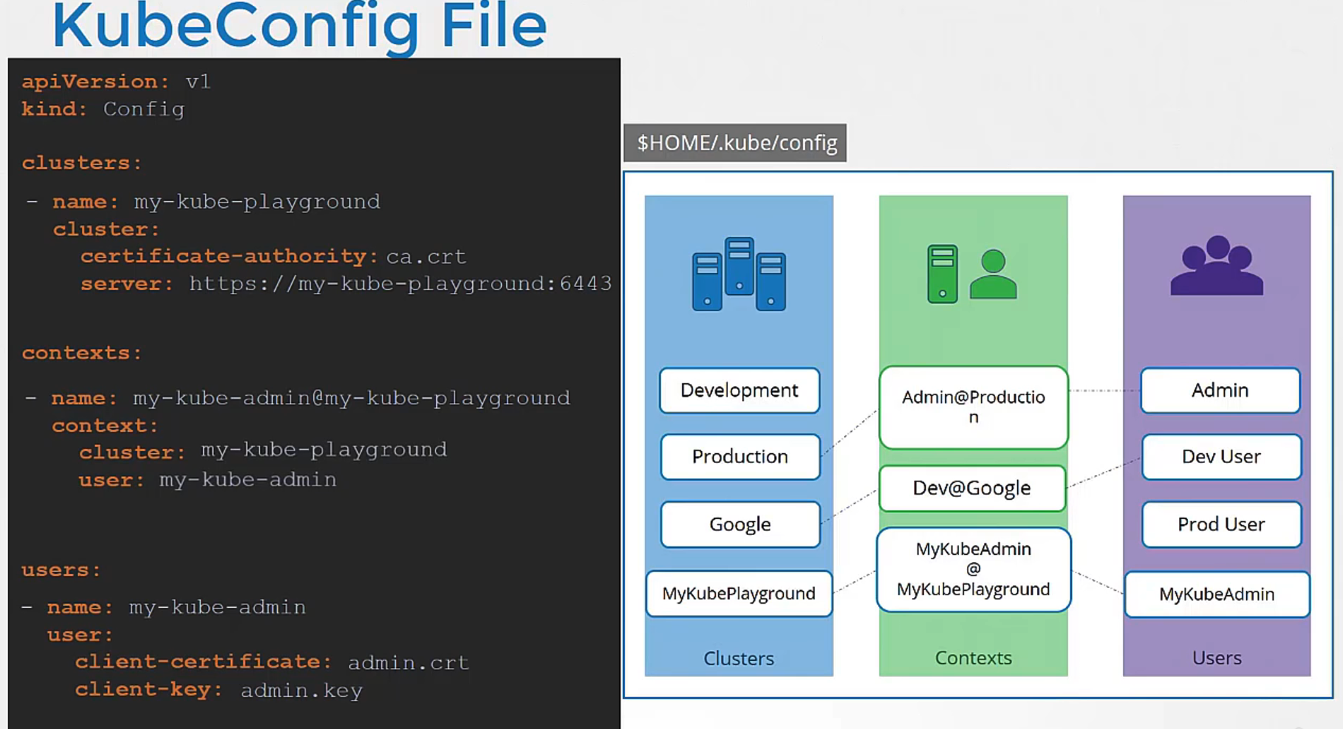 KubeConfig File
apiVersion: v1
kind: Config
clusters:
- name: my-kube-playground
cluster:
certificate-authority: ca.crt
server: https://my-kube-playground:6443
contexts:
- name: my-kube-admin@my-kube-playground
context:
cluster: my-kube-playground
user: my-kube-admin
users:
- name: my-kube-admin
user:
client-certificate: admin.crt
client-key: admin.key
$HOME/.kube/config
Development
Production
Google
MyKubePlayground
Clusters
Admin@Productio
n
Dev@Google
MyKubeAdmin
@
MyKubePlayground
Contexts
Admin
Dev User
Prod User
MyKubeAdmin
Users